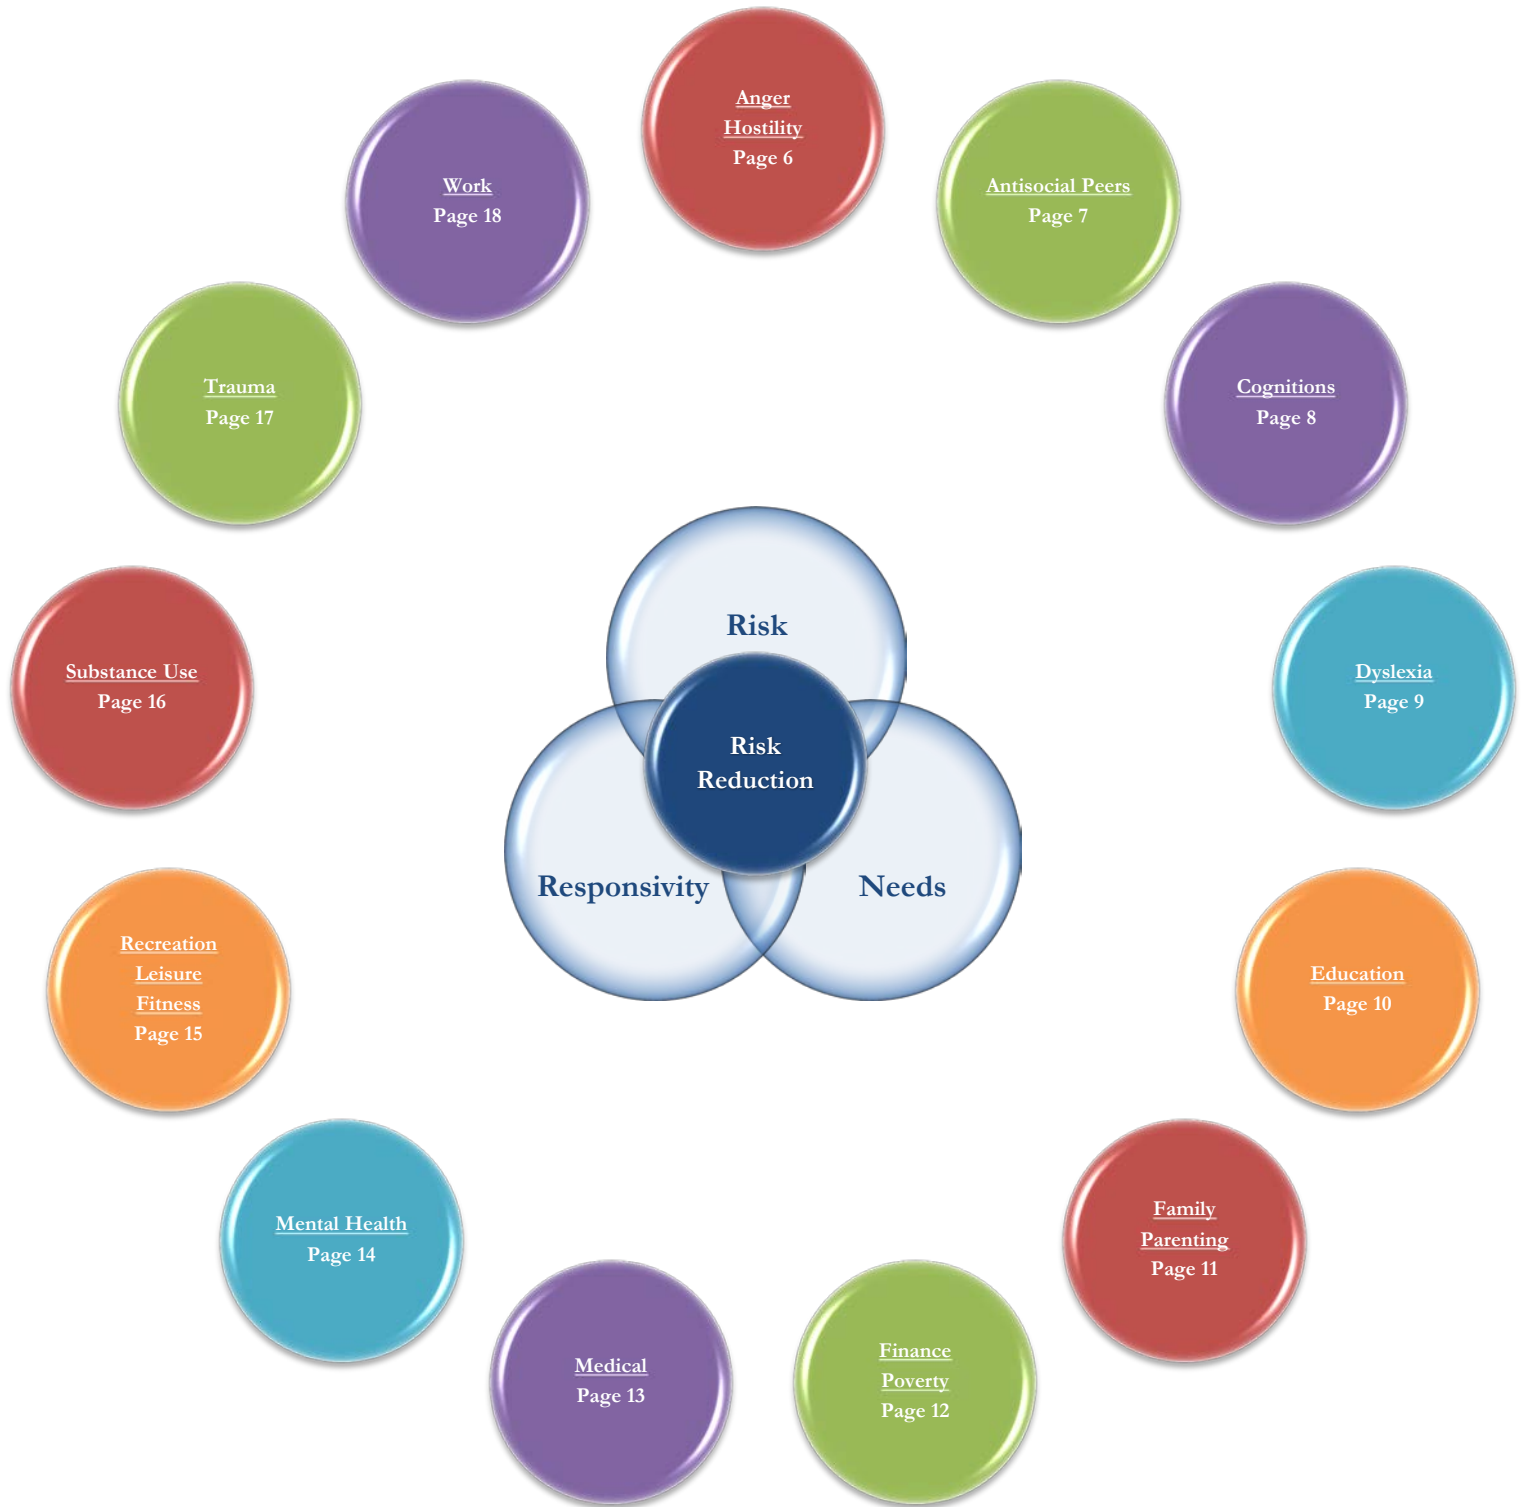 Anger
Hostility
Page 6
Antisocial Peers
Page 7
Cognitions
Page 8
Dyslexia
Page 9
Education
Page 10
Family
Parenting
Page 11
Finance
Poverty
Page 12
Medical
Page 13
Mental Health
Page 14
Recreation
Leisure
Fitness
Page 15
Substance Use
Page 16
Trauma
Page 17
Work
Page 18
Risk
Risk
Reduction
Responsivity
Needs